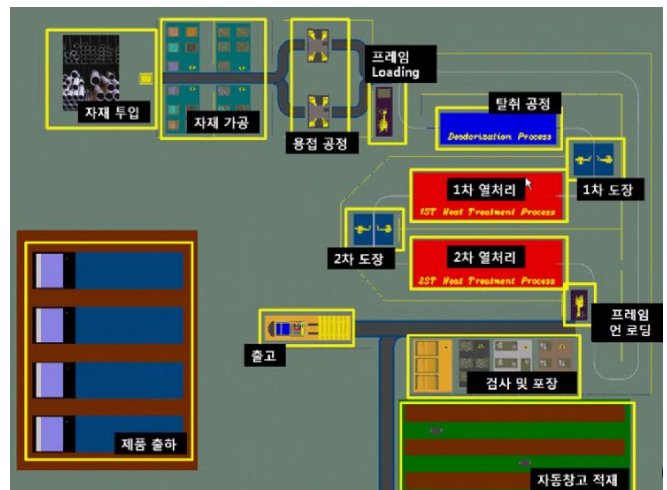 프레임
Loading
자재 투입
자재 가공
용접 공정
탈취 공정
Deodorization Process
1차 열처리
1ST Heat Treatment Process
1차 도장
2차 도장
2차 열처리
2ST Heat Treatment Process
프레임
언 로딩
출고
검사 및 포장
제품 출하
자동창고 적재